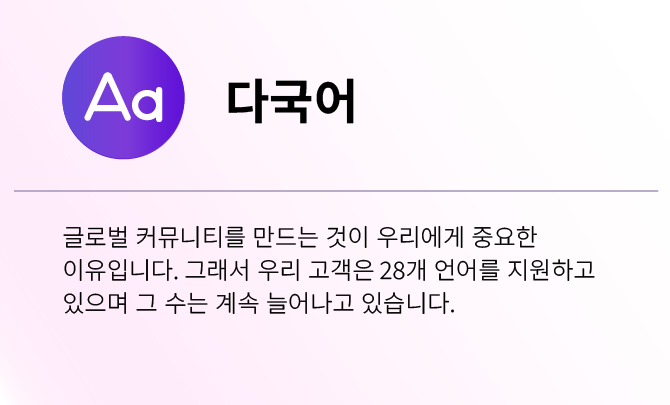 Aa
다국어
글로벌 커뮤니티를 만드는 것이 우리에게 중요한
이유입니다. 그래서 우리 고객은 28개 언어를 지원하고
있으며 그 수는 계속 늘어나고 있습니다.